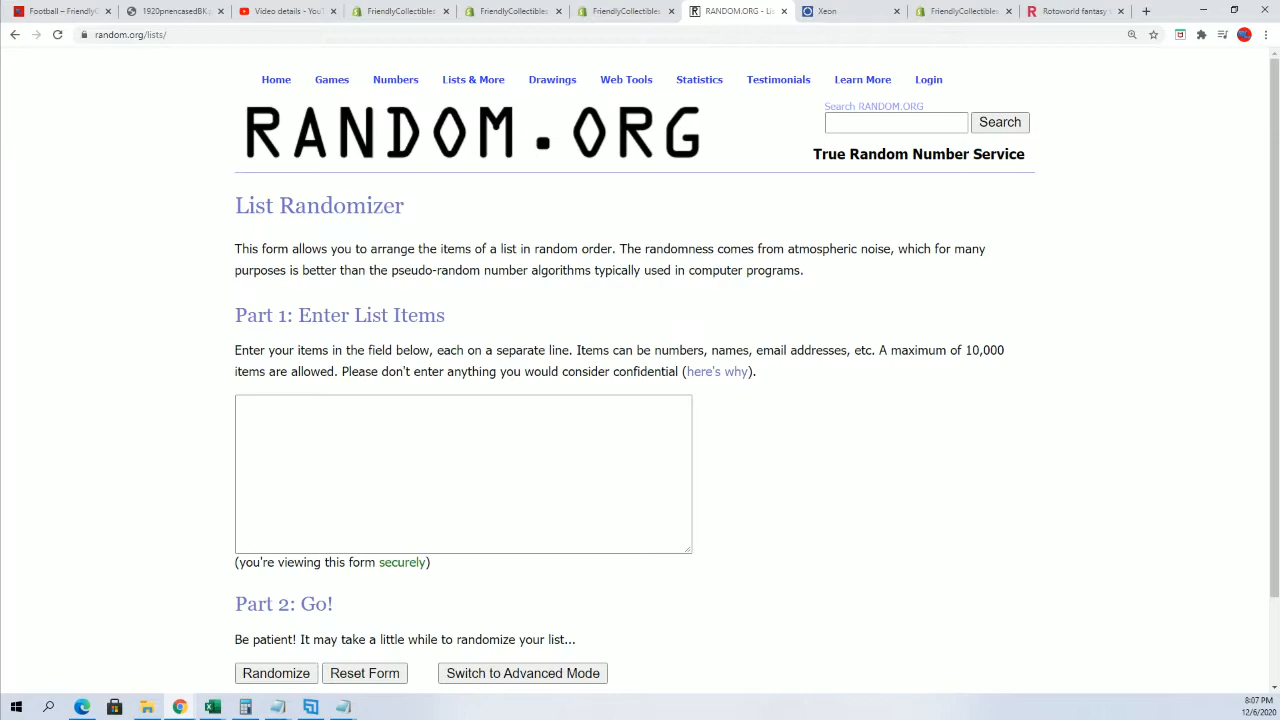 Football – FriendlyC
1920pnencasedBK
Video details - YouT
FriendlyCollectibles
FriendlyCollectibles
FriendlyCollectibles
RANDOM.ORG - Li
Xeon
FriendlyCollectibles
Rotoworld fantasy
random.org/lists/
Home Games Numbers Lists & More Drawings Web Tools Statistics Testimonials Learn More Login
RANDOM.ORG
Search RANDOM.ORG
Search
True Random Number Service
List Randomizer
This form allows you to arrange the items of a list in random order. The randomness comes from atmospheric noise, which for many
purposes is better than the pseudo-random number algorithms typically used in computer programs.
Part 1: Enter List Items
Enter your items in the field below, each on a separate line. Items can be numbers, names, email addresses, etc. A maximum of 10,000
items are allowed. Please don't enter anything you would consider confidential (here's why).
(you're viewing this form securely)
Part 2: Go!
Be patient! It may take a little while to randomize your list...
Randomize Reset Form Switch to Advanced Mode
8:07 PM
12/6/2020